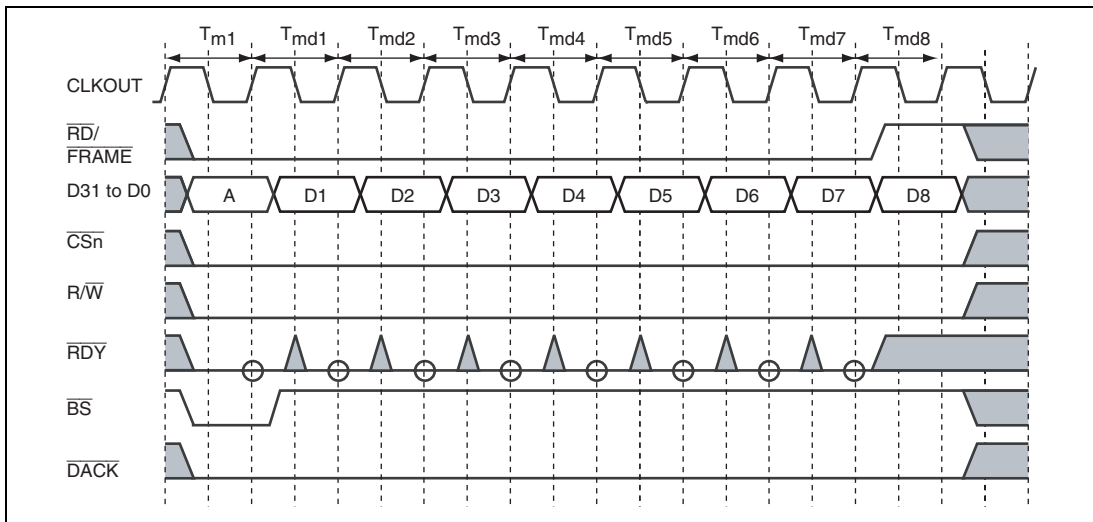 Tm1 Tmd1 Tmd2 Tmd3 Tmd4 Tmd5 Tmd6 Tmd7 Tmd8
CLKOUT
RD/
FRAME
D31 to D0 A D1 D2 D3 D4 D5 D6 D7 D8
CSn
R/W
RDY
BS
DACK